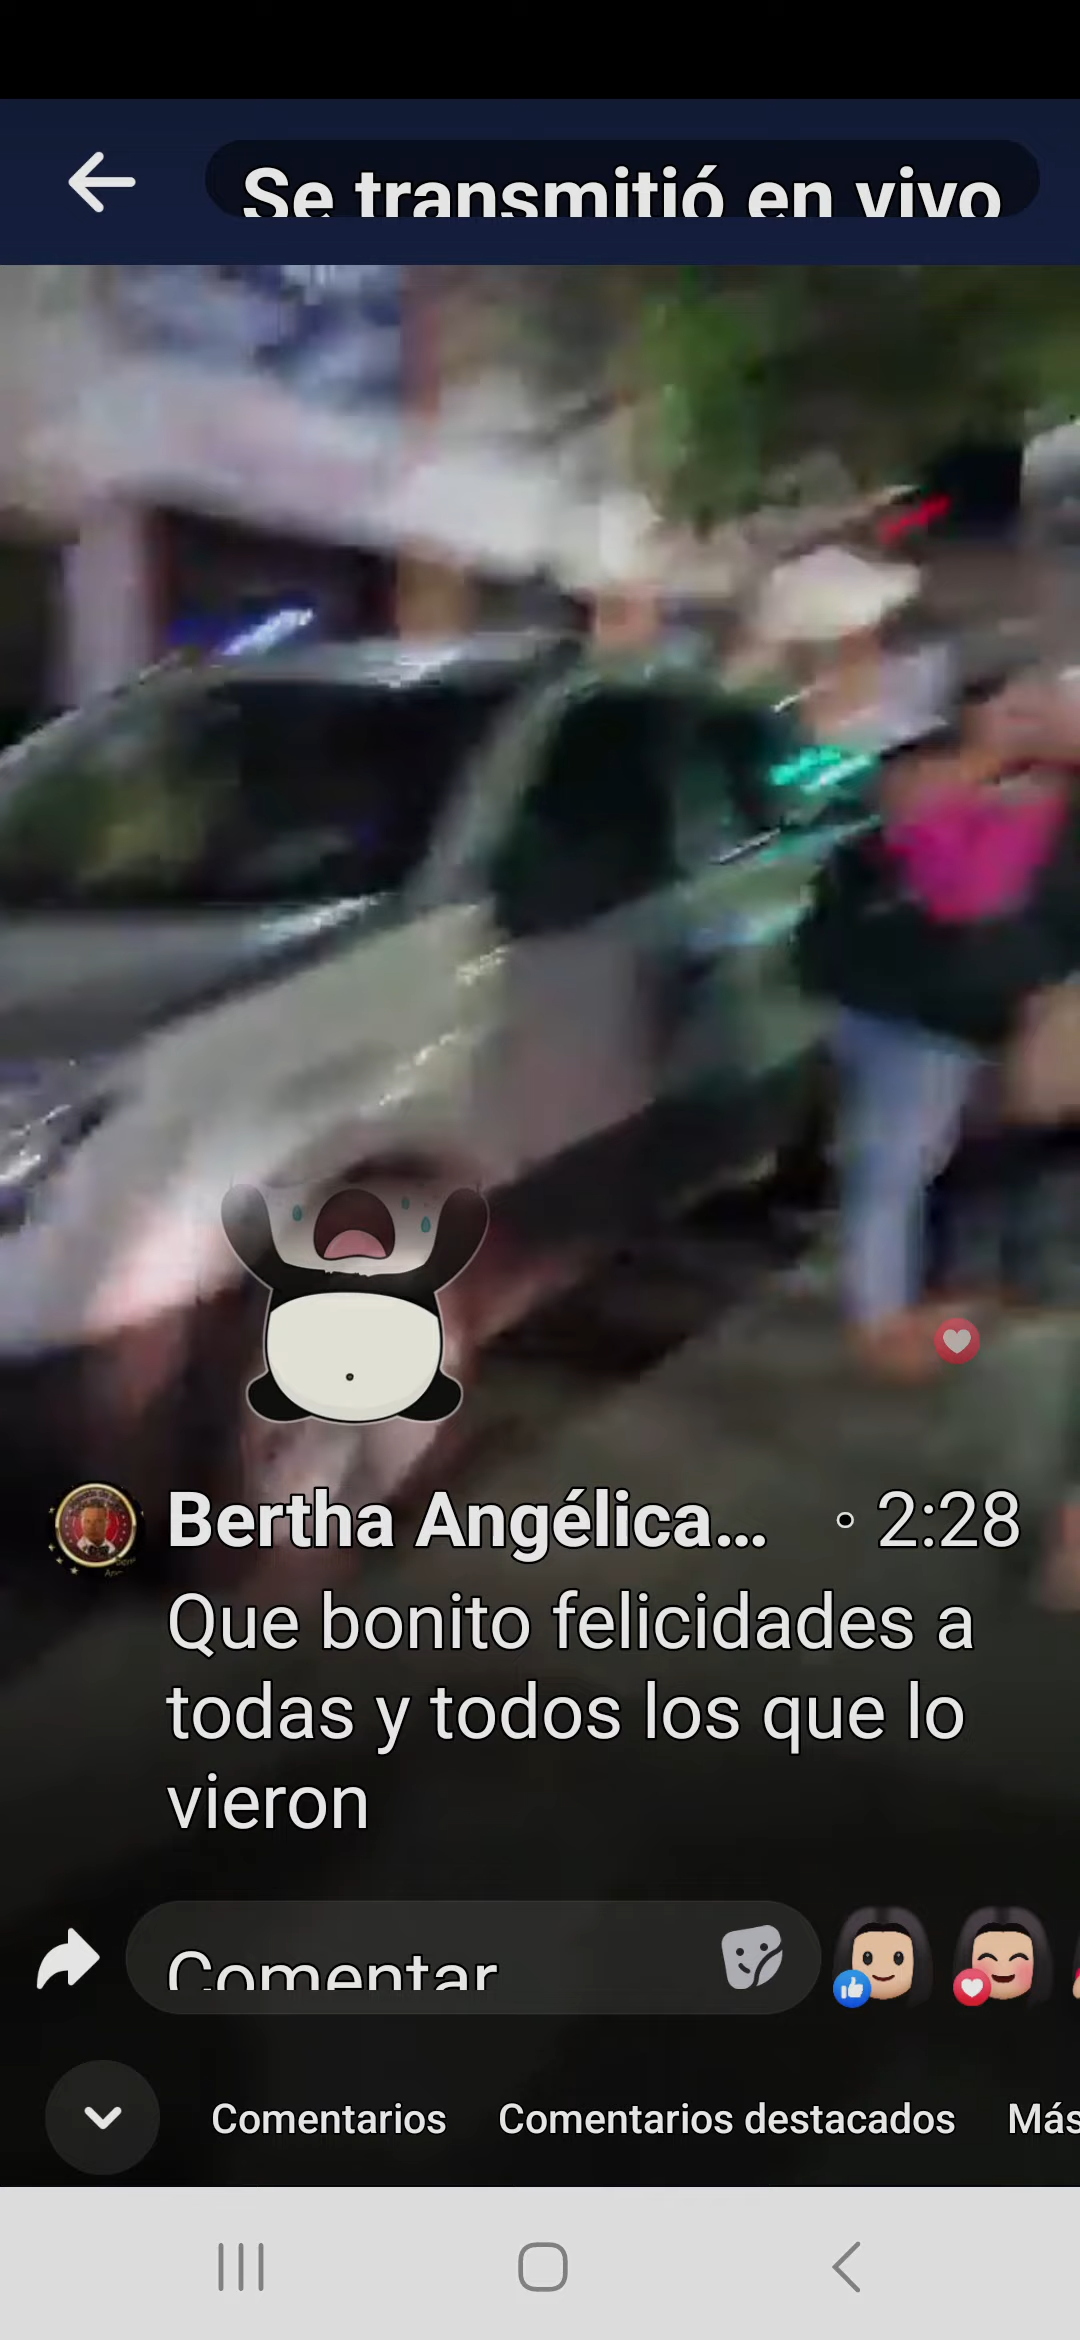 Se transmitió en vivo
Bertha Angélica... • 2:28
Que bonito felicidades a
todas y todos los que lo
vieron
Comentar
Comentarios Comentarios destacados Más